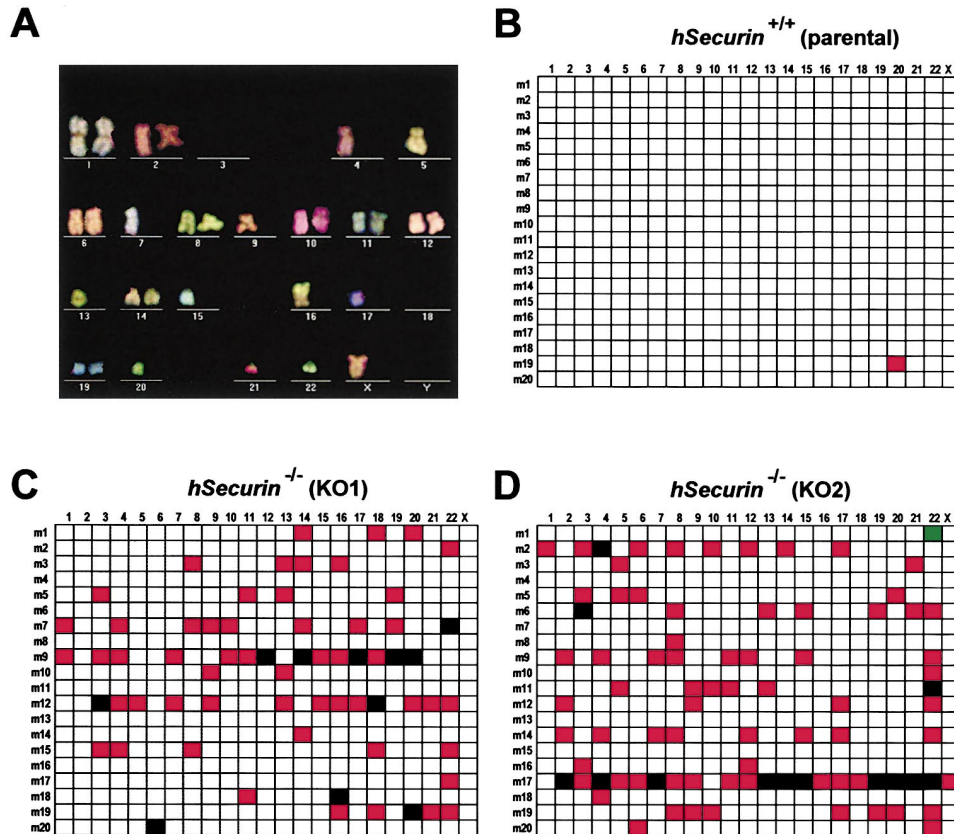 A
1 2 3 4 5
6 7 8 9 10 11 12
13 14 15 16 17 18
19 20 21 22 X Y
B
hSecurin +/+ (parental)
1 2 3 4 5 6 7 8 9 10 11 12 13 14 15 16 17 18 19 20 21 22 X
m1
m2
m3
m4
m5
m6
m7
m8
m9
m10
m11
m12
m13
m14
m15
m16
m17
m18
m19
m20
C
hSecurin -/- (KO1)
1 2 3 4 5 6 7 8 9 10 11 12 13 14 15 16 17 18 19 20 21 22 X
m1
m2
m3
m4
m5
m6
m7
m8
m9
m10
m11
m12
m13
m14
m15
m16
m17
m18
m19
m20
D
hSecurin -/- (KO2)
1 2 3 4 5 6 7 8 9 10 11 12 13 14 15 16 17 18 19 20 21 22 X
m1
m2
m3
m4
m5
m6
m7
m8
m9
m10
m11
m12
m13
m14
m15
m16
m17
m18
m19
m20